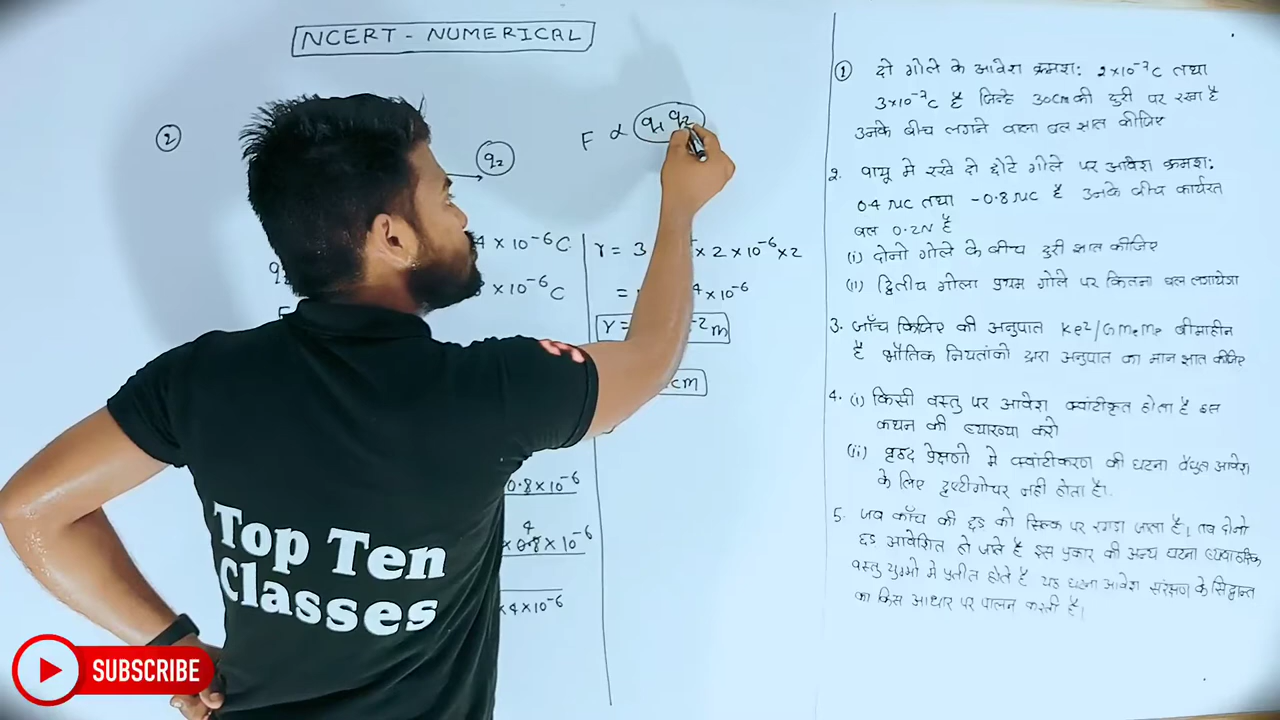 NCERT - NUMERICAL
②
q₂
F ∝ q₁ q₂
4 × 10⁻⁶ C
× 10⁻⁶ C
0.8 × 10⁻⁶
4
× 0.8 × 10⁻⁶
× 4 × 10⁻⁶
r = 3 × 2 × 10⁻⁶ × 2
= 4 × 10⁻⁶
r = ⁻² m
cm
① दो गोले के आवेश क्रमश: 2×10⁻⁷C तथा
3×10⁻⁷C है जिन्हे 30cm की दुरी पर रखा है
उनके बीच लगने वाला बल ज्ञात कीजिए
2. वायू मे रखे दो छोटे गोले पर आवेश क्रमश:
0.4 μC तथा -0.8 μC है उनके बीच कार्यरत
बल 0.2N है
(i) दोनो गोले के बीच दुरी ज्ञात किजिए
(ii) द्वितीय गोला प्रथम गोले पर कितना बल लगायेगा
3. जाँच किजिए की अनुपात Ke2/GMeMp बीमाहीन
है भौतिक नियतांको द्वारा अनुपात का मान ज्ञात किजिए
4. (i) किसी वस्तु पर आवेश क्वांटीकृत होता है इस
कथन की व्याख्या करो
(ii) वृहद प्रेक्षणो मे क्वांटीकरण की घटना वैधुत आवेश
के लिए दृष्टीगोचर नही होता है।
5. जब काँच की छड को सिल्क पर रगडा जाता है। तब दोनो
छड आवेशित हो जाते है इस प्रकार की अन्य घटना
वस्तु युग्मो मे प्रतीत होते है यह घटना आवेश संरक्षण के सिद्वान्त
का किस आधार पर पालन करती है।
Top Ten
Classes
SUBSCRIBE